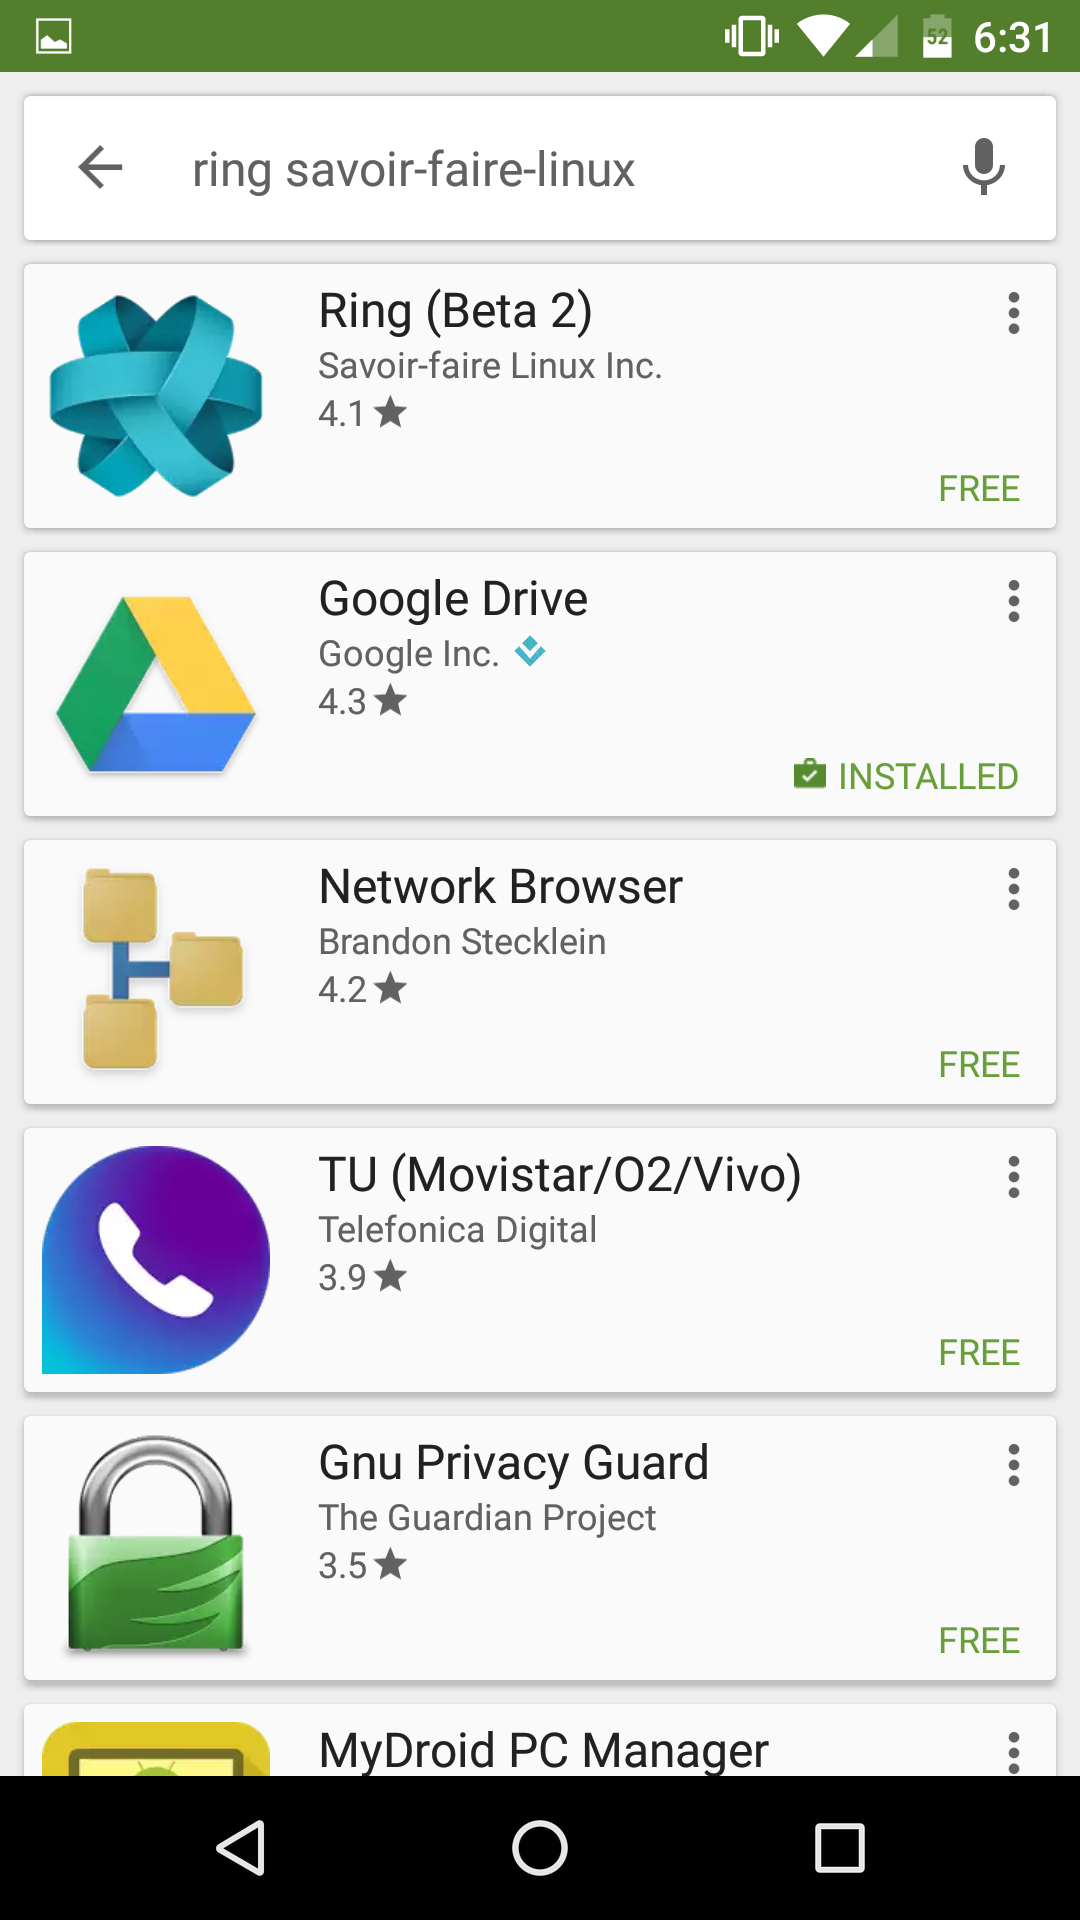 52 6:31
ring savoir-faire-linux
Ring (Beta 2)
Savoir-faire Linux Inc.
4.1
FREE
Google Drive
Google Inc.
4.3
INSTALLED
Network Browser
Brandon Stecklein
4.2
FREE
TU (Movistar/O2/Vivo)
Telefonica Digital
3.9
FREE
Gnu Privacy Guard
The Guardian Project
3.5
FREE
MyDroid PC Manager